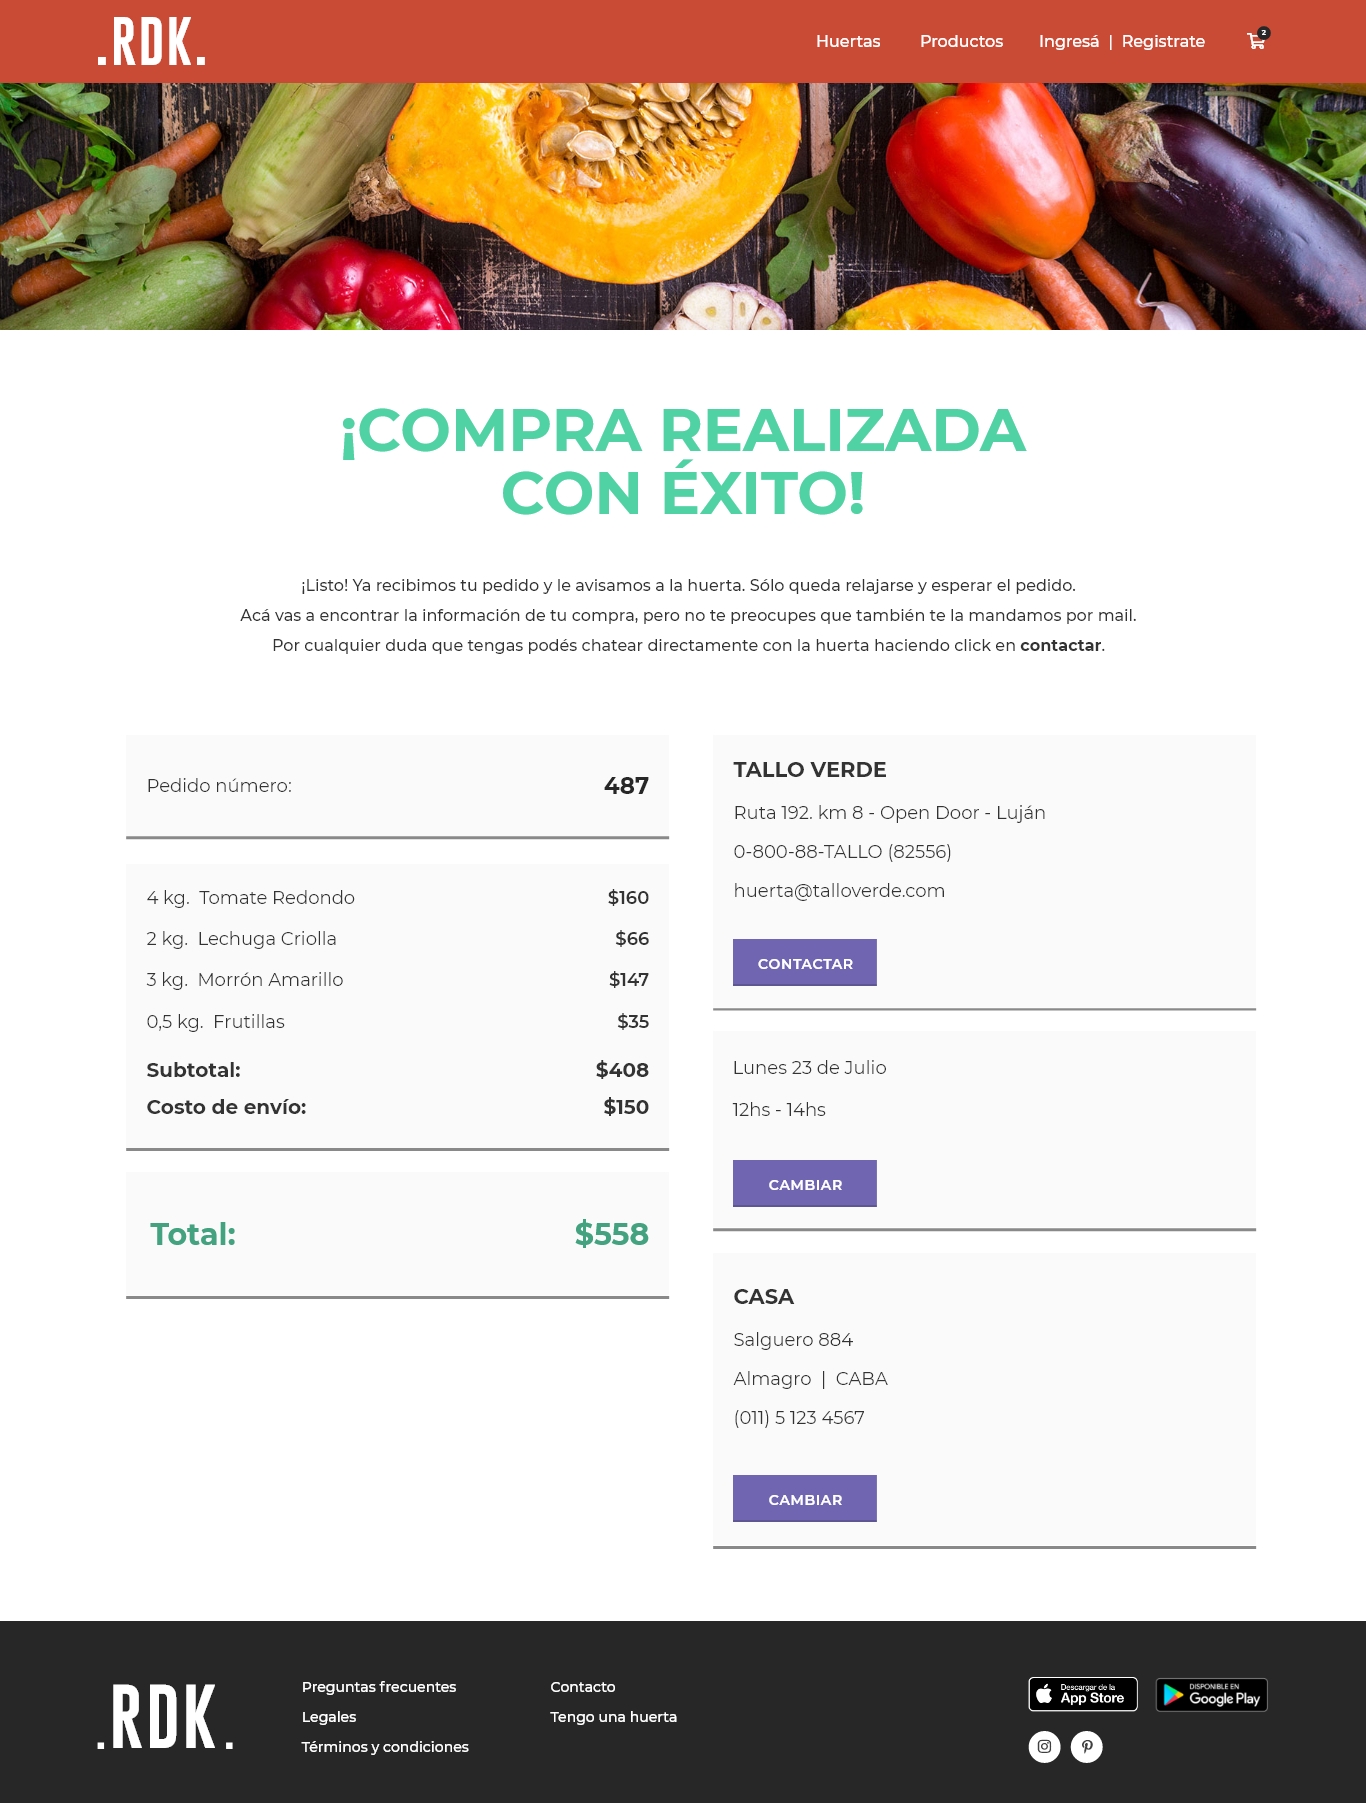 .RDK.
Huertas Productos Ingresá | Registrate 2
¡COMPRA REALIZADA
CON ÉXITO!
¡Listo! Ya recibimos tu pedido y le avisamos a la huerta. Sólo queda relajarse y esperar el pedido.
Acá vas a encontrar la información de tu compra, pero no te preocupes que también te la mandamos por mail.
Por cualquier duda que tengas podés chatear directamente con la huerta haciendo click en contactar.
Pedido número: 487
4 kg. Tomate Redondo $160
2 kg. Lechuga Criolla $66
3 kg. Morrón Amarillo $147
0,5 kg. Frutillas $35
Subtotal: $408
Costo de envío: $150
Total: $558
TALLO VERDE
Ruta 192. km 8 - Open Door - Luján
0-800-88-TALLO (82556)
huerta@talloverde.com
CONTACTAR
Lunes 23 de Julio
12hs - 14hs
CAMBIAR
CASA
Salguero 884
Almagro | CABA
(011) 5 123 4567
CAMBIAR
.RDK.
Preguntas frecuentes
Legales
Términos y condiciones
Contacto
Tengo una huerta
Descargar de la
App Store
DISPONIBLE EN
Google Play